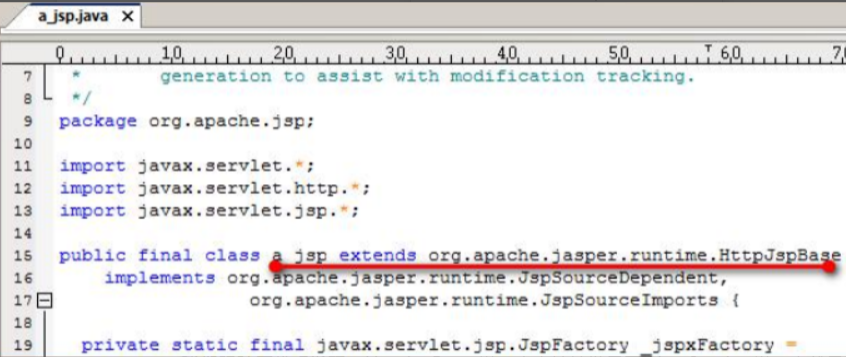 a_jsp.java X
0 10 20 30 40 50 60 70
7 * generation to assist with modification tracking.
8 */
9 package org.apache.jsp;
10
11 import javax.servlet.*;
12 import javax.servlet.http.*;
13 import javax.servlet.jsp.*;
14
15 public final class a_jsp extends org.apache.jasper.runtime.HttpJspBase
16 implements org.apache.jasper.runtime.JspSourceDependent,
17 org.apache.jasper.runtime.JspSourceImports {
18
19 private static final javax.servlet.jsp.JspFactory _jspxFactory =